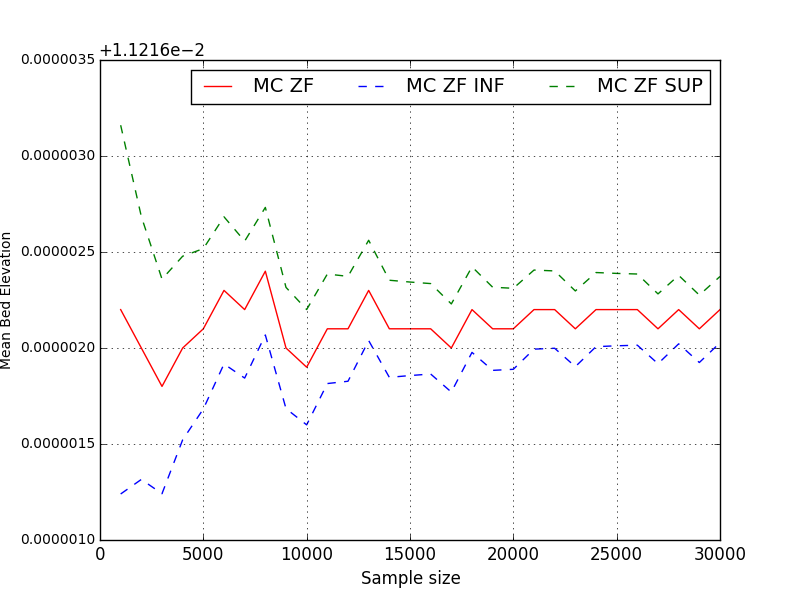 +1.1216e−2
0.0000035
MC ZF MC ZF INF MC ZF SUP
0.0000030
0.0000025
Mean Bed Elevation
0.0000020
0.0000015
0.0000010
0 5000 10000 15000 20000 25000 30000
Sample size